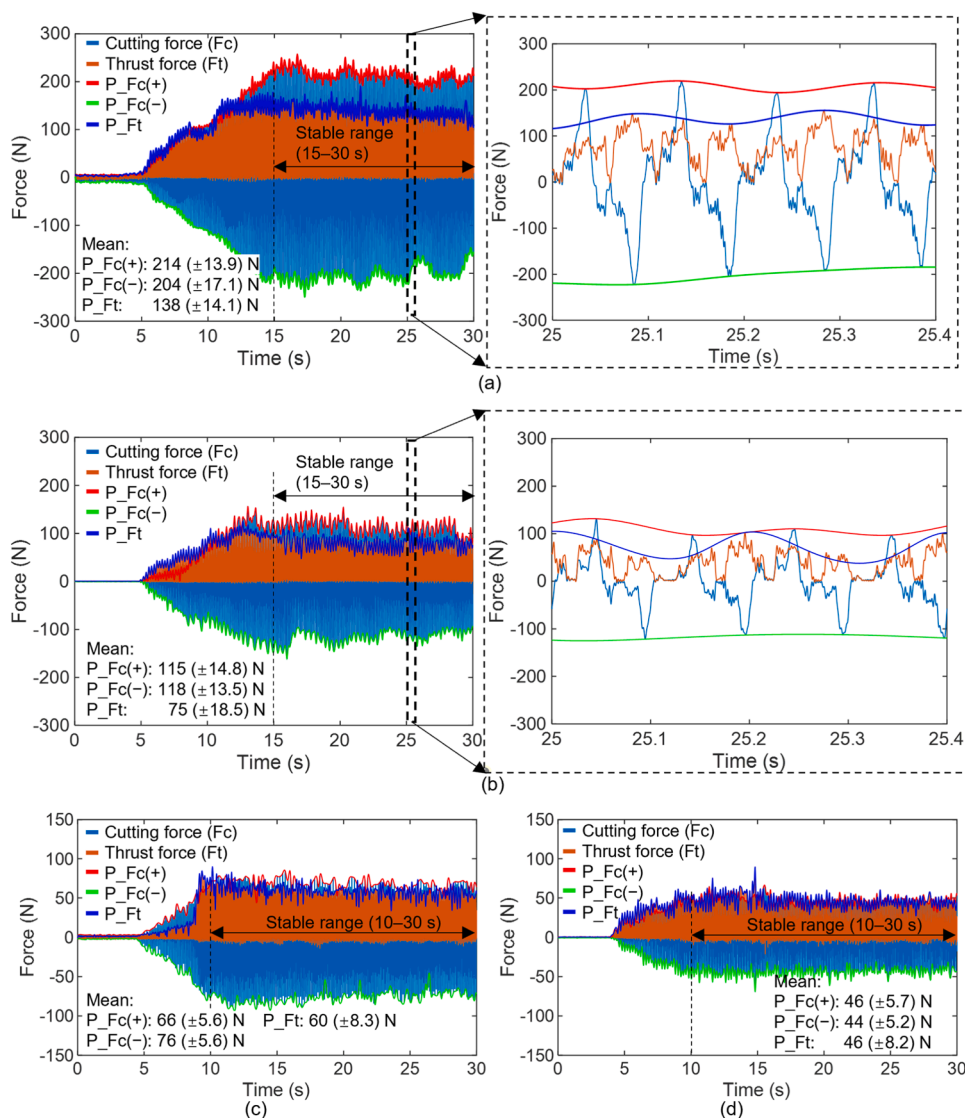 300
200
100
0
-100
-200
-300
Force (N)
Cutting force (Fc)
Thrust force (Ft)
P_Fc(+)
P_Fc(−)
P_Ft
Stable range
(15–30 s)
Mean:
P_Fc(+): 214 (±13.9) N
P_Fc(−): 204 (±17.1) N
P_Ft: 138 (±14.1) N
0 5 10 15 20 25 30
Time (s)
300
200
100
0
-100
-200
-300
Force (N)
25 25.1 25.2 25.3 25.4
Time (s)
(a)
300
200
100
0
-100
-200
-300
Force (N)
Cutting force (Fc)
Thrust force (Ft)
P_Fc(+)
P_Fc(−)
P_Ft
Stable range
(15–30 s)
Mean:
P_Fc(+): 115 (±14.8) N
P_Fc(−): 118 (±13.5) N
P_Ft: 75 (±18.5) N
0 5 10 15 20 25 30
Time (s)
300
200
100
0
-100
-200
-300
Force (N)
25 25.1 25.2 25.3 25.4
Time (s)
(b)
150
100
50
0
-50
-100
-150
Force (N)
Cutting force (Fc)
Thrust force (Ft)
P_Fc(+)
P_Fc(−)
P_Ft
Stable range (10–30 s)
Mean:
P_Fc(+): 66 (±5.6) N P_Ft: 60 (±8.3) N
P_Fc(−): 76 (±5.6) N
0 5 10 15 20 25 30
Time (s)
(c)
150
100
50
0
-50
-100
-150
Force (N)
Cutting force (Fc)
Thrust force (Ft)
P_Fc(+)
P_Fc(−)
P_Ft
Stable range (10–30 s)
Mean:
P_Fc(+): 46 (±5.7) N
P_Fc(−): 44 (±5.2) N
P_Ft: 46 (±8.2) N
0 5 10 15 20 25 30
Time (s)
(d)